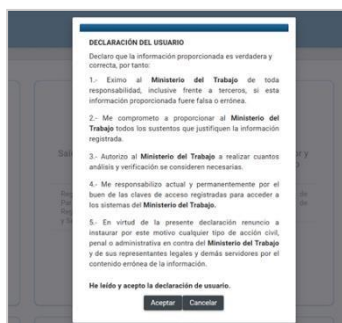 DECLARACIÓN DEL USUARIO
Declaro que la información proporcionada es verdadera y
correcta, por tanto:
1.- Eximo al Ministerio del Trabajo de toda
responsabilidad, inclusive frente a terceros, si esta
información proporcionada fuere falsa o errónea.
2.- Me comprometo a proporcionar al Ministerio del
Trabajo todos los sustentos que justifiquen la información
registrada.
3.- Autorizo al Ministerio del Trabajo a realizar cuantos
análisis y verificación se consideren necesarias.
4.- Me responsabilizo actual y permanentemente por el
buen de las claves de acceso registradas para acceder a
los sistemas del Ministerio del Trabajo.
5.- En virtud de la presente declaración renuncio a
instaurar por este motivo cualquier tipo de acción civil,
penal o administrativa en contra del Ministerio del Trabajo
y de sus representantes legales y demás servidores por el
contenido errónea de la información.
He leído y acepto la declaración de usuario.
Aceptar Cancelar